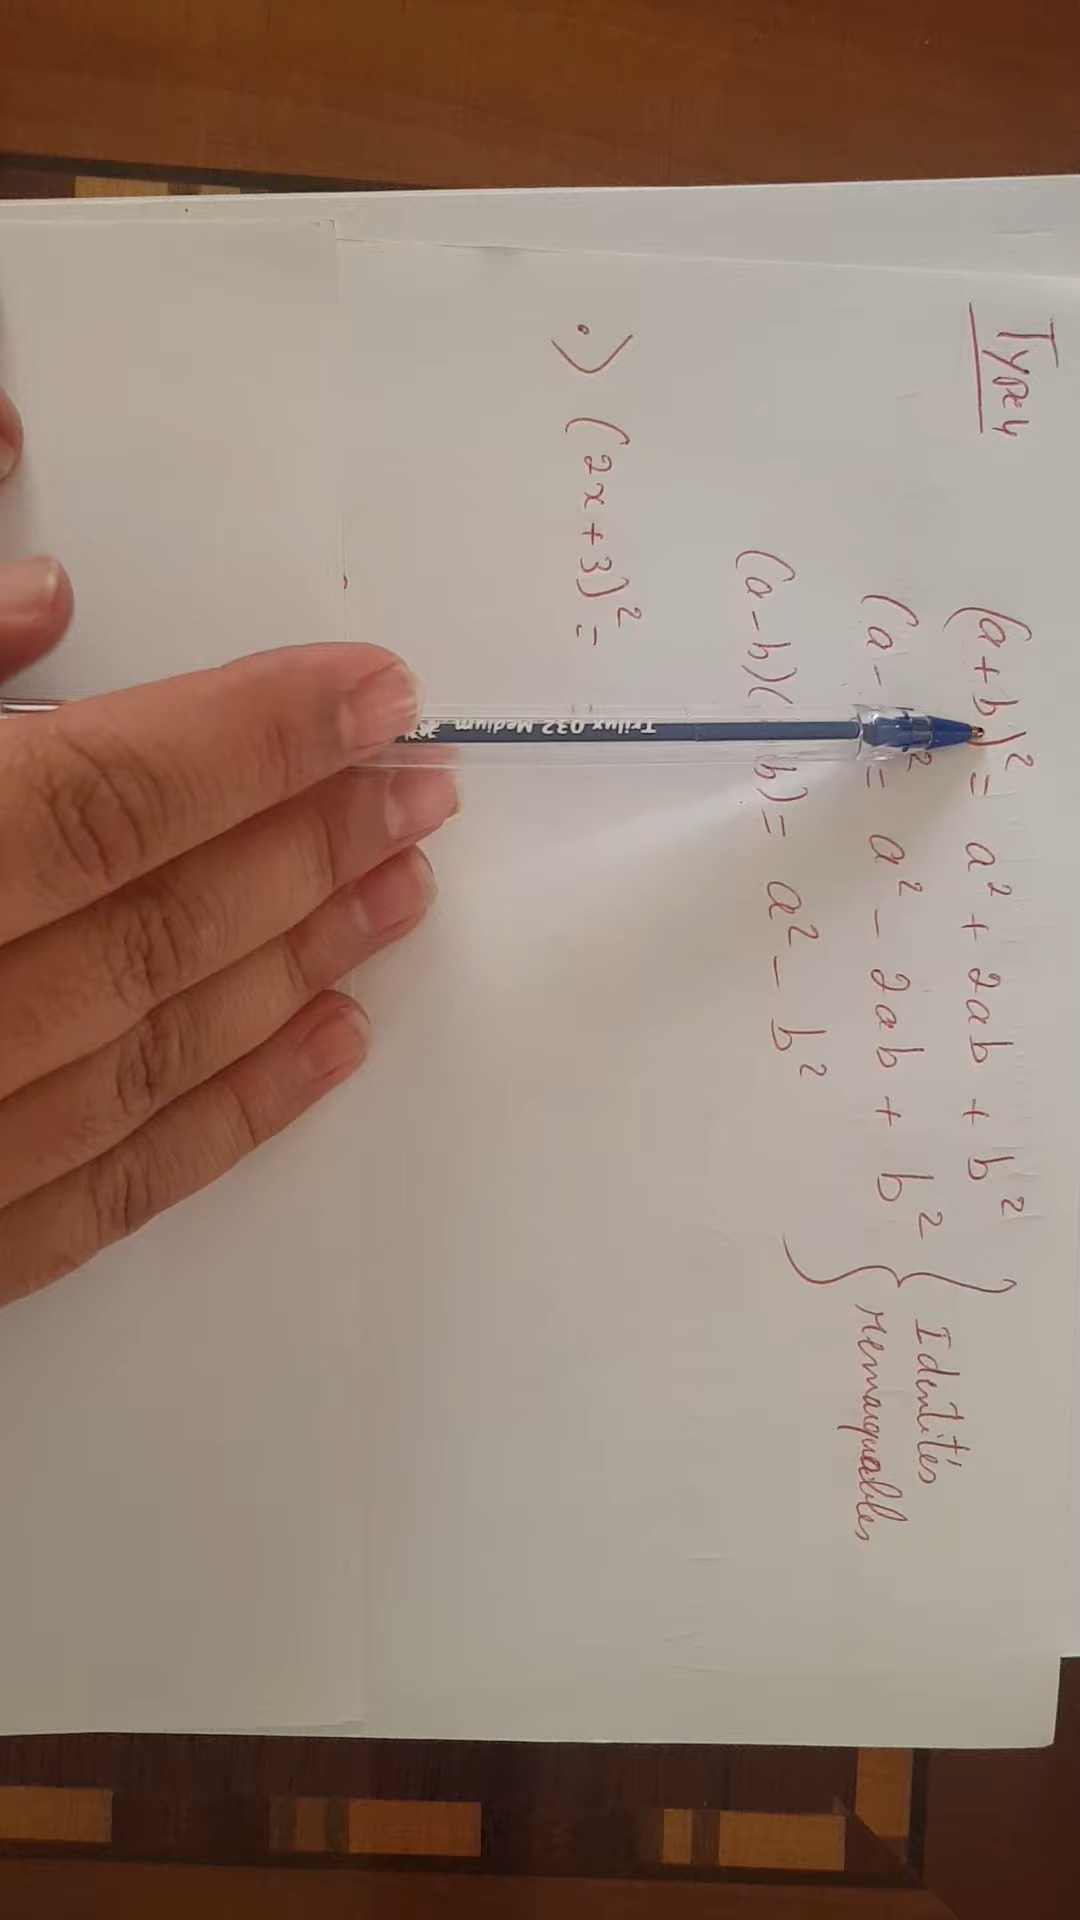 Type 4
(a+b)² = a² + 2ab + b²
(a- ² = a² - 2ab + b²
(a-b)( b) = a² - b²
Identités
remarquables
•> (2x+3)² =
Trilux 032 Medium